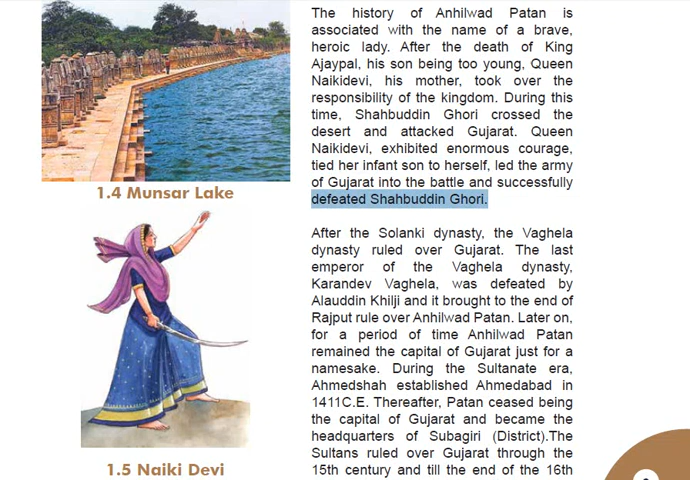 The history of Anhilwad Patan is
associated with the name of a brave,
heroic lady. After the death of King
Ajaypal, his son being too young, Queen
Naikidevi, his mother, took over the
responsibility of the kingdom. During this
time, Shahbuddin Ghori crossed the
desert and attacked Gujarat. Queen
Naikidevi, exhibited enormous courage,
tied her infant son to herself, led the army
of Gujarat into the battle and successfully
defeated Shahbuddin Ghori.
1.4 Munsar Lake
After the Solanki dynasty, the Vaghela
dynasty ruled over Gujarat. The last
emperor of the Vaghela dynasty,
Karandev Vaghela, was defeated by
Alauddin Khilji and it brought to the end of
Rajput rule over Anhilwad Patan. Later on,
for a period of time Anhilwad Patan
remained the capital of Gujarat just for a
namesake. During the Sultanate era,
Ahmedshah established Ahmedabad in
1411C.E. Thereafter, Patan ceased being
the capital of Gujarat and became the
headquarters of Subagiri (District).The
Sultans ruled over Gujarat through the
15th century and till the end of the 16th
1.5 Naiki Devi